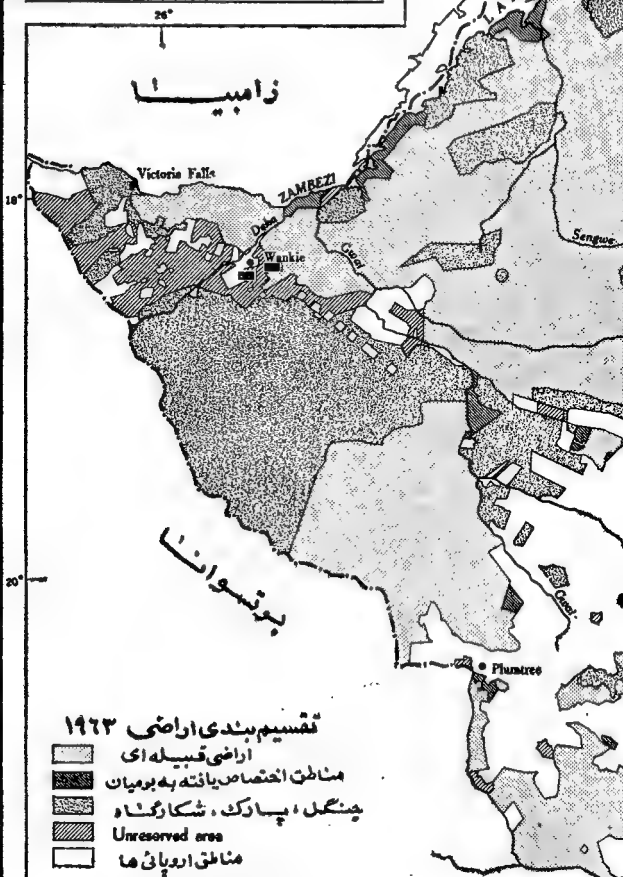 26°
زامبیا
Victoria Falls
18°
ZAMBEZI
Deka
Wankie
Gwai
Sengwe
بوتسوانا
20°
Gwai
Plumtree
تقسیم بندی اراضی ۱۹٦۳
اراضی قبیله ای
مناطق اختصاص یافته به بومیان
جنگل، پارک، شکارگاه
Unreserved area
مناطق اروپائی ها